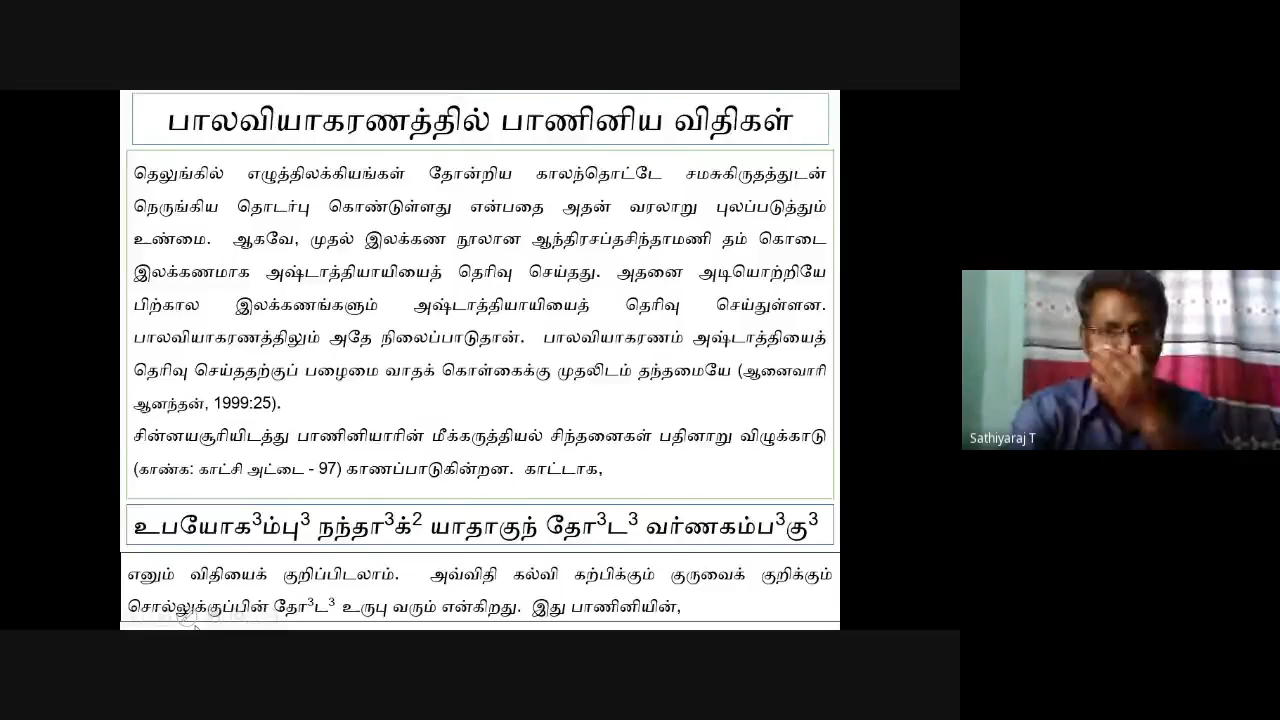 பாலவியாகரணத்தில் பாணினிய விதிகள்
தெலுங்கில் எழுத்திலக்கியங்கள் தோன்றிய காலந்தொட்டே சமசுகிருதத்துடன்
நெருங்கிய தொடர்பு கொண்டுள்ளது என்பதை அதன் வரலாறு புலப்படுத்தும்
உண்மை. ஆகவே, முதல் இலக்கண நூலான ஆந்திரசப்தசிந்தாமணி தம் கொடை
இலக்கணமாக அஷ்டாத்தியாயியைத் தெரிவு செய்தது. அதனை அடியொற்றியே
பிற்கால இலக்கணங்களும் அஷ்டாத்தியாயியைத் தெரிவு செய்துள்ளன.
பாலவியாகரணத்திலும் அதே நிலைப்பாடுதான். பாலவியாகரணம் அஷ்டாத்தியைத்
தெரிவு செய்ததற்குப் பழைமை வாதக் கொள்கைக்கு முதலிடம் தந்தமையே (ஆனைவாரி
ஆனந்தன், 1999:25).
சின்னயசூரியிடத்து பாணினியாரின் மீக்கருத்தியல் சிந்தனைகள் பதினாறு விழுக்காடு
(காண்க: காட்சி அட்டை - 97) காணப்பாடுகின்றன. காட்டாக,
உபயோக³ம்பு³ நந்தா³க்² யாதாகுந் தோ³ட³ வர்ணகம்ப³கு³
எனும் விதியைக் குறிப்பிடலாம். அவ்விதி கல்வி கற்பிக்கும் குருவைக் குறிக்கும்
சொல்லுக்குப்பின் தோ³ட³ உருபு வரும் என்கிறது. இது பாணினியின்,
Sathiyaraj T